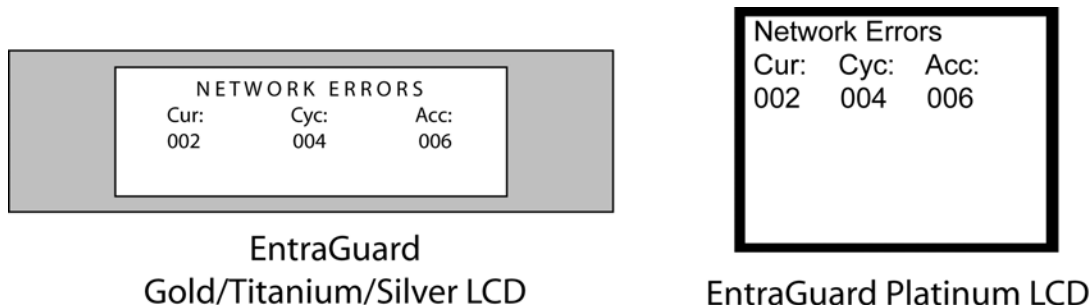 NETWORK ERRORS
Cur: Cyc: Acc:
002 004 006
EntraGuard
Gold/Titanium/Silver LCD
Network Errors
Cur: Cyc: Acc:
002 004 006
EntraGuard Platinum LCD